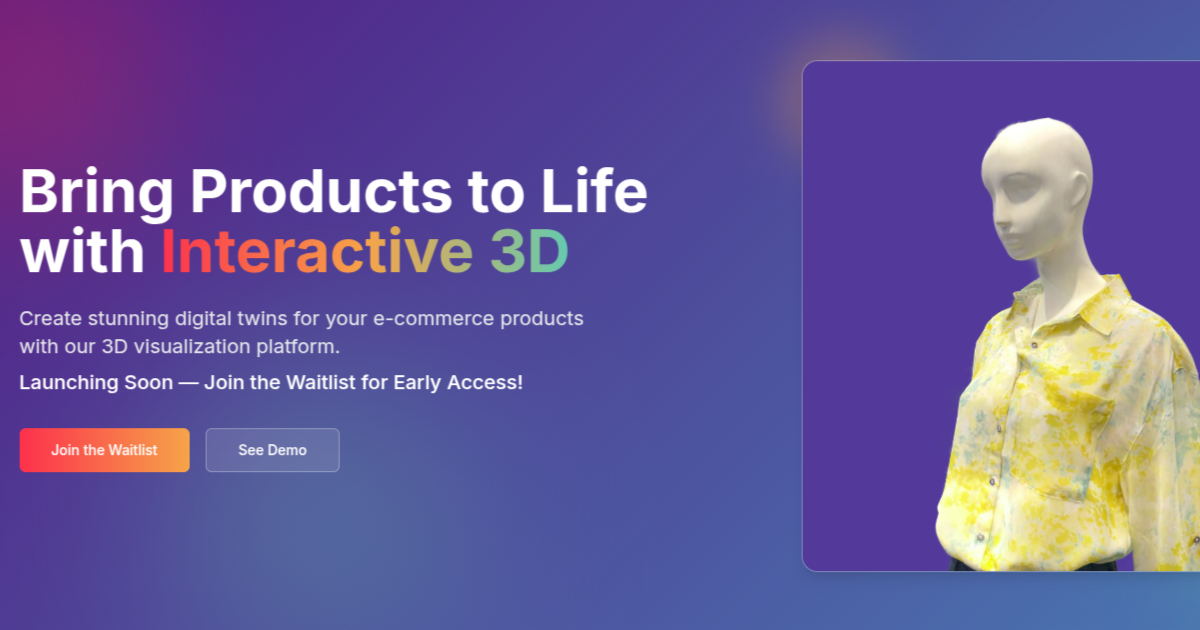 Bring Products to Life
with Interactive 3D
Create stunning digital twins for your e-commerce products
with our 3D visualization platform.
Launching Soon — Join the Waitlist for Early Access!
Join the Waitlist
See Demo